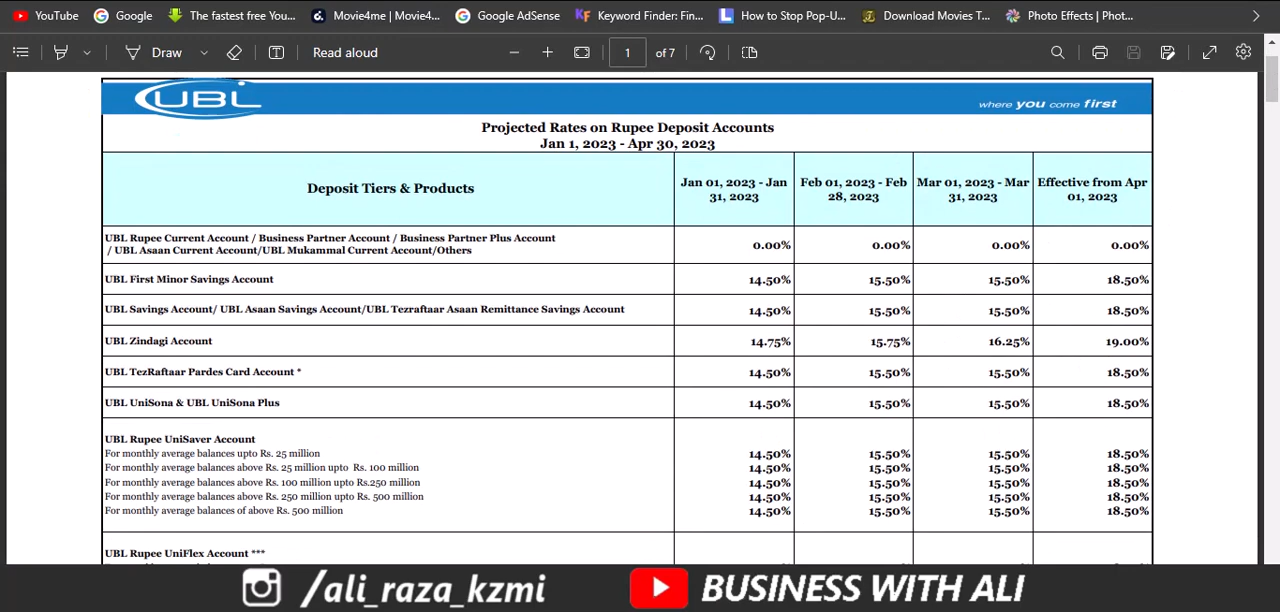 YouTube Google The fastest free You... Movie4me | Movie4... Google AdSense Keyword Finder: Fin... How to Stop Pop-U... Download Movies T... Photo Effects | Phot...
Draw Read aloud 1 of 7
UBL where you come first
Projected Rates on Rupee Deposit Accounts
Jan 1, 2023 - Apr 30, 2023
Deposit Tiers & Products
Jan 01, 2023 - Jan 31, 2023
Feb 01, 2023 - Feb 28, 2023
Mar 01, 2023 - Mar 31, 2023
Effective from Apr 01, 2023
UBL Rupee Current Account / Business Partner Account / Business Partner Plus Account
/ UBL Asaan Current Account/UBL Mukammal Current Account/Others
0.00% 0.00% 0.00% 0.00%
UBL First Minor Savings Account 14.50% 15.50% 15.50% 18.50%
UBL Savings Account/ UBL Asaan Savings Account/UBL Tezraftaar Asaan Remittance Savings Account 14.50% 15.50% 15.50% 18.50%
UBL Zindagi Account 14.75% 15.75% 16.25% 19.00%
UBL TezRaftaar Pardes Card Account * 14.50% 15.50% 15.50% 18.50%
UBL UniSona & UBL UniSona Plus 14.50% 15.50% 15.50% 18.50%
UBL Rupee UniSaver Account
For monthly average balances upto Rs. 25 million 14.50% 15.50% 15.50% 18.50%
For monthly average balances above Rs. 25 million upto Rs. 100 million 14.50% 15.50% 15.50% 18.50%
For monthly average balances above Rs. 100 million upto Rs.250 million 14.50% 15.50% 15.50% 18.50%
For monthly average balances above Rs. 250 million upto Rs. 500 million 14.50% 15.50% 15.50% 18.50%
For monthly average balances of above Rs. 500 million 14.50% 15.50% 15.50% 18.50%
UBL Rupee UniFlex Account ***
/ali_raza_kzmi BUSINESS WITH ALI